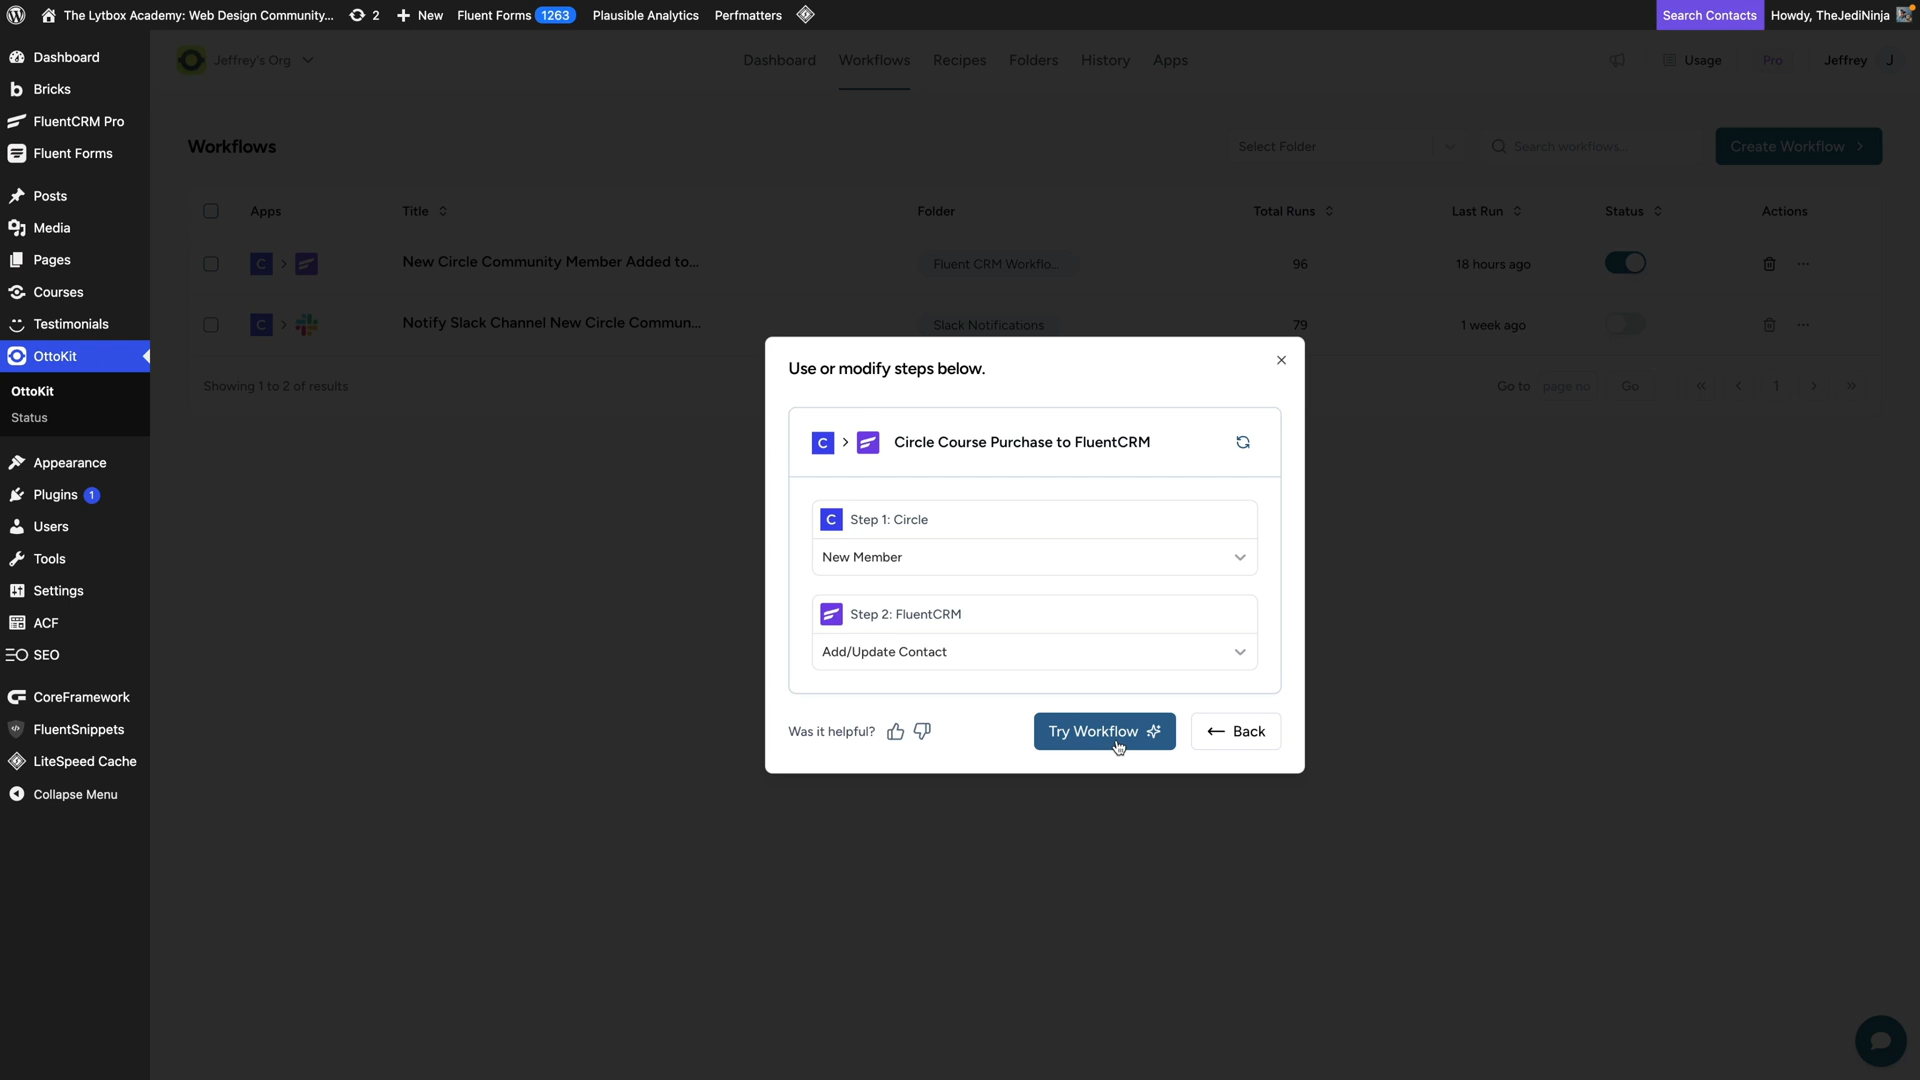 The Lytbox Academy: Web Design Community...
2
New
Fluent Forms 1263
Plausible Analytics
Perfmatters
Search Contacts
Howdy, TheJediNinja
Dashboard
Bricks
FluentCRM Pro
Fluent Forms
Posts
Media
Pages
Courses
Testimonials
OttoKit
OttoKit
Status
Appearance
Plugins 1
Users
Tools
Settings
ACF
SEO
CoreFramework
FluentSnippets
LiteSpeed Cache
Collapse Menu
Jeffrey's Org
Dashboard
Workflows
Recipes
Folders
History
Apps
Usage
Pro
Jeffrey
J
Workflows
Select Folder
Search workflows...
Create Workflow
Apps
Title
Folder
Total Runs
Last Run
Status
Actions
C
New Circle Community Member Added to...
Fluent CRM Workflo...
96
18 hours ago
C
Notify Slack Channel New Circle Commun...
Slack Notifications
79
1 week ago
Showing 1 to 2 of results
Go to
page no
Go
1
Use or modify steps below.
C
Circle Course Purchase to FluentCRM
C
Step 1: Circle
New Member
Step 2: FluentCRM
Add/Update Contact
Was it helpful?
Try Workflow
Back